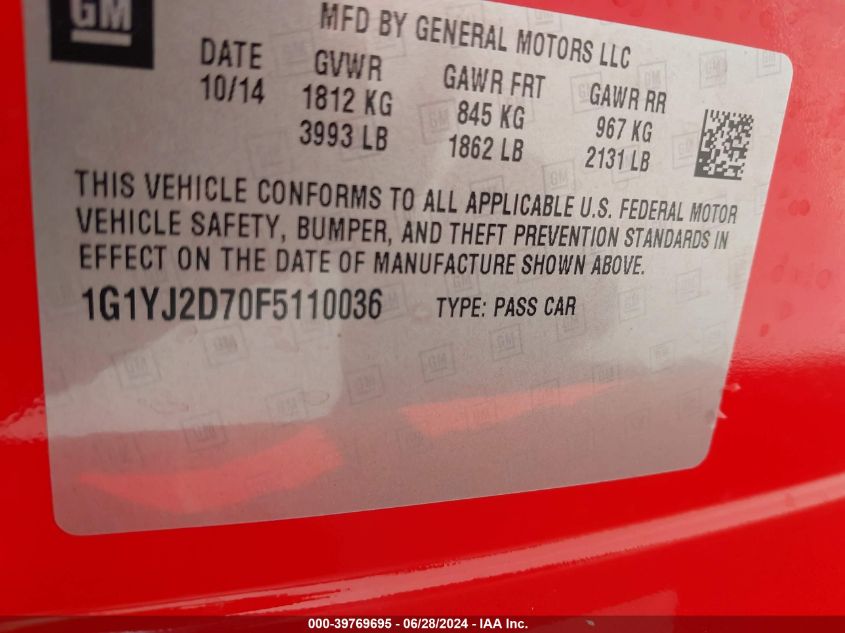 GM
MFD BY GENERAL MOTORS LLC
DATE GVWR GAWR FRT GAWR RR
10/14 1812 KG 845 KG 967 KG
3993 LB 1862 LB 2131 LB
THIS VEHICLE CONFORMS TO ALL APPLICABLE U.S. FEDERAL MOTOR
VEHICLE SAFETY, BUMPER, AND THEFT PREVENTION STANDARDS IN
EFFECT ON THE DATE OF MANUFACTURE SHOWN ABOVE.
1G1YJ2D70F5110036 TYPE: PASS CAR
000-39769695 - 06/28/2024 - IAA Inc.